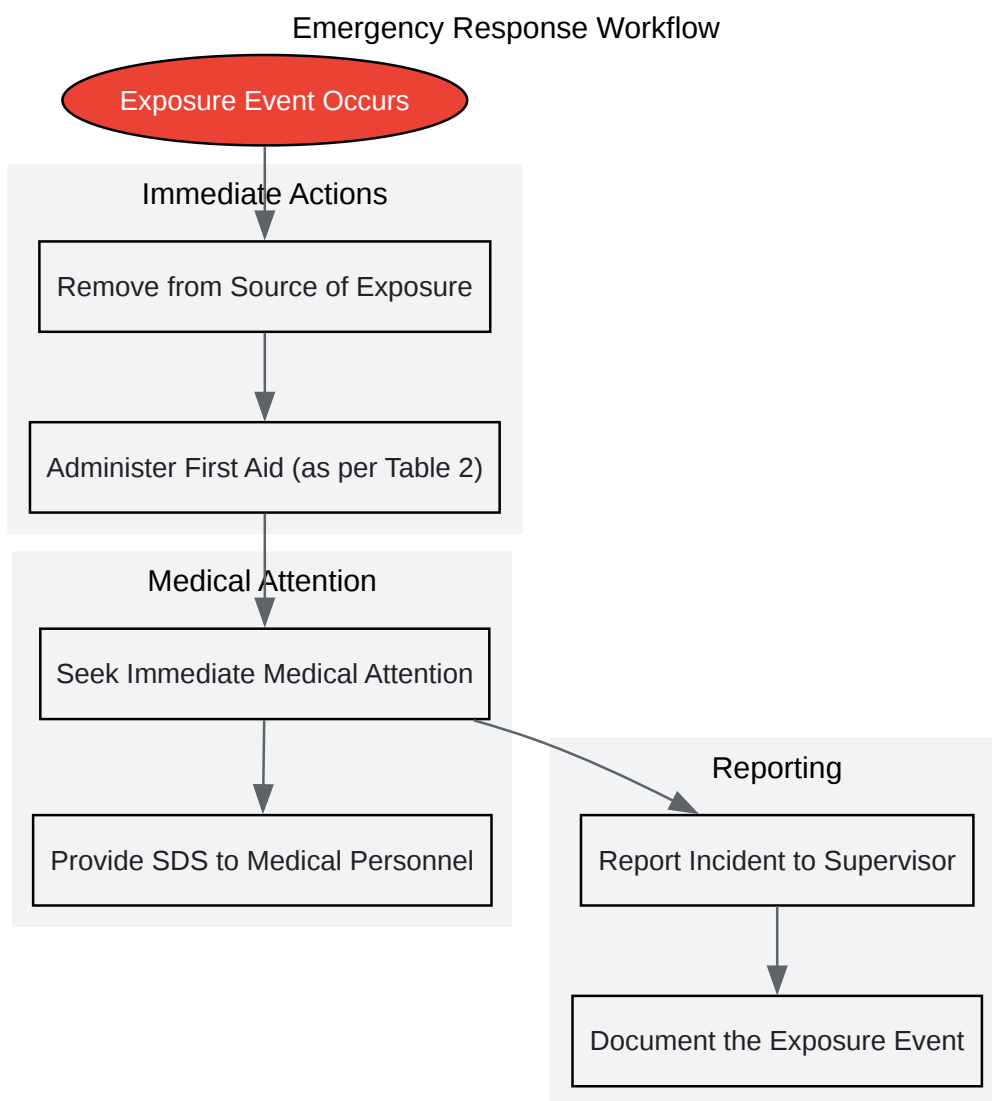 Emergency Response Workflow
Exposure Event Occurs
Immediate Actions
Remove from Source of Exposure
Administer First Aid (as per Table 2)
Medical Attention
Seek Immediate Medical Attention
Provide SDS to Medical Personnel
Reporting
Report Incident to Supervisor
Document the Exposure Event